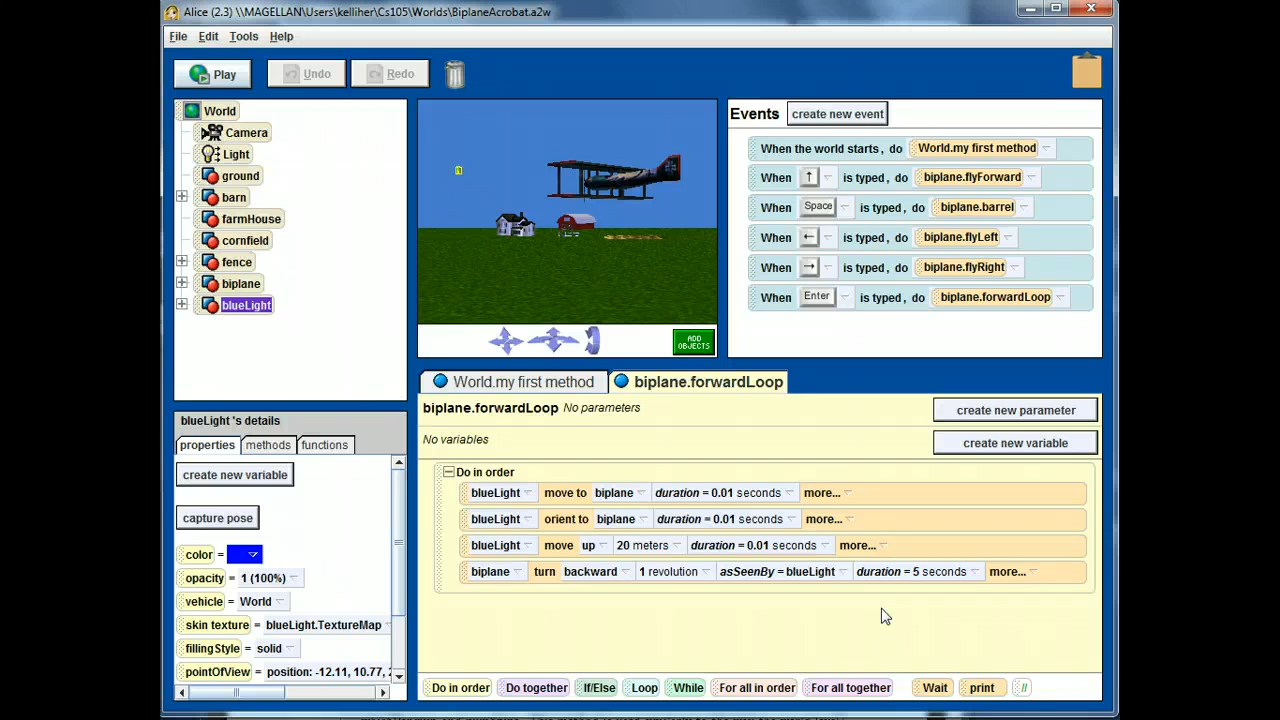 Alice (2.3) \\MAGELLAN\Users\kelliher\Cs105\Worlds\BiplaneAcrobat.a2w
File Edit Tools Help
Play Undo Redo
World
Camera
Light
ground
barn
farmHouse
cornfield
fence
biplane
blueLight
ADD OBJECTS
Events create new event
When the world starts, do World.my first method
When ↑ is typed, do biplane.flyForward
When Space is typed, do biplane.barrel
When ← is typed, do biplane.flyLeft
When → is typed, do biplane.flyRight
When Enter is typed, do biplane.forwardLoop
blueLight 's details
properties methods functions
create new variable
capture pose
color =
opacity = 1 (100%)
vehicle = World
skin texture = blueLight.TextureMap
fillingStyle = solid
pointOfView = position: -12.11, 10.77,
World.my first method biplane.forwardLoop
biplane.forwardLoop No parameters create new parameter
No variables create new variable
Do in order
blueLight move to biplane duration = 0.01 seconds more...
blueLight orient to biplane duration = 0.01 seconds more...
blueLight move up 20 meters duration = 0.01 seconds more...
biplane turn backward 1 revolution asSeenBy = blueLight duration = 5 seconds more...
Do in order Do together If/Else Loop While For all in order For all together Wait print //